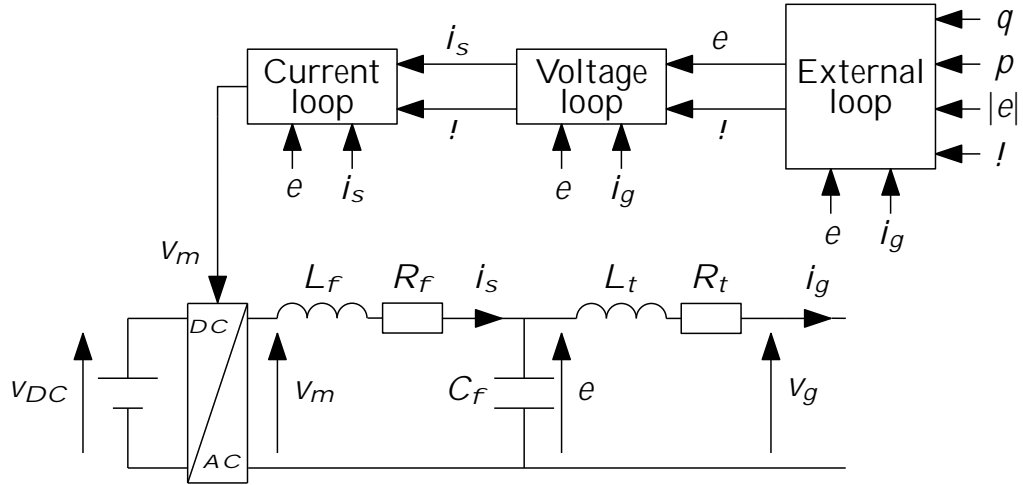 q
p
|e|
!
External
loop
e
!
e
i_g
Voltage
loop
i_s
!
e
i_g
Current
loop
e
i_s
v_m
L_f
R_f
i_s
L_t
R_t
i_g
DC
AC
v_DC
v_m
C_f
e
v_g